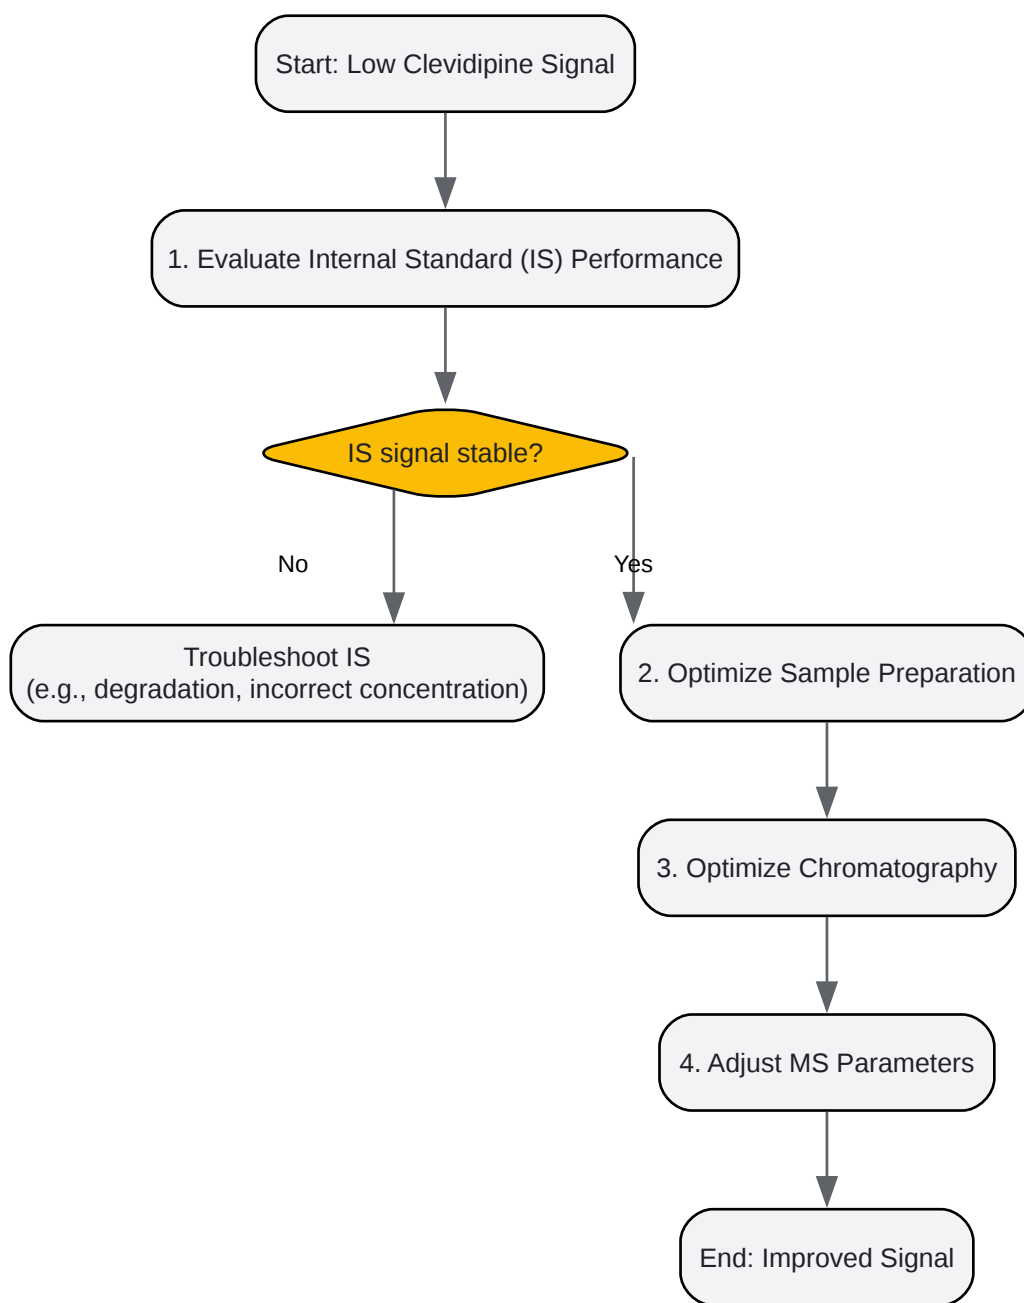 Start: Low Clevidipine Signal
1. Evaluate Internal Standard (IS) Performance
IS signal stable?
No
Yes
Troubleshoot IS
(e.g., degradation, incorrect concentration)
2. Optimize Sample Preparation
3. Optimize Chromatography
4. Adjust MS Parameters
End: Improved Signal